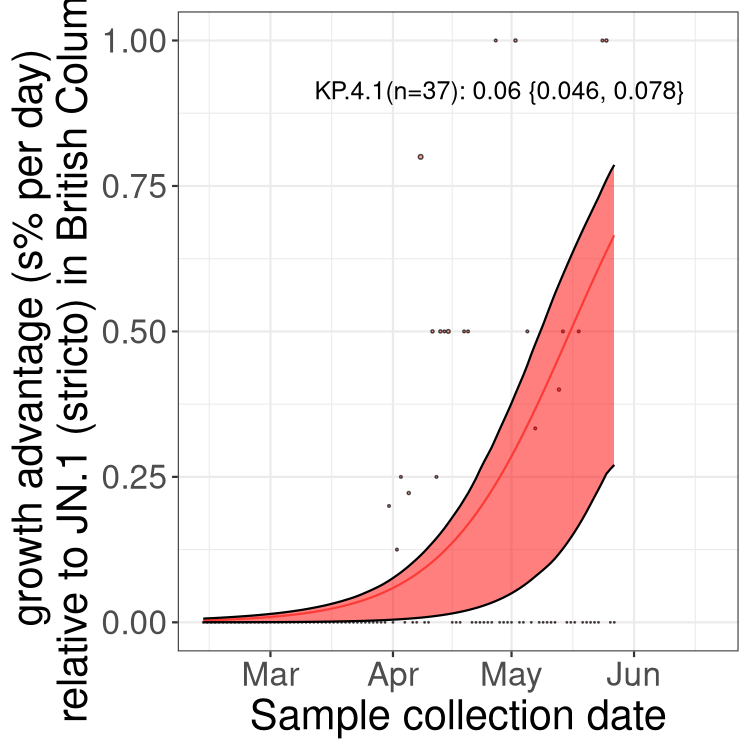 growth advantage (s% per day)
relative to JN.1 (stricto) in British Colum
1.00
0.75
0.50
0.25
0.00
KP.4.1(n=37): 0.06 {0.046, 0.078}
Mar Apr May Jun
Sample collection date